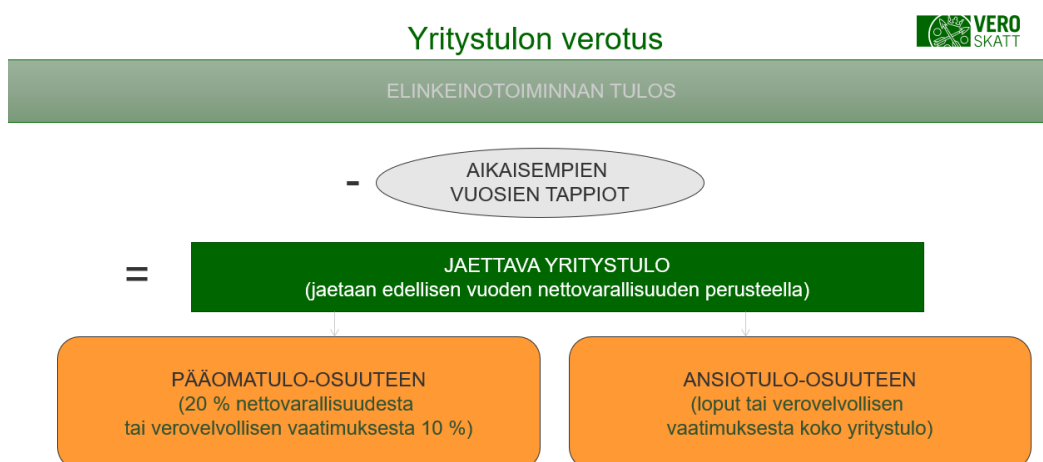 Yritystulon verotus
VERO
SKATT
ELINKEINOTOIMINNAN TULOS
-
AIKAISEMPIEN
VUOSIEN TAPPIOT
=
JAETTAVA YRITYSTULO
(jaetaan edellisen vuoden nettovarallisuuden perusteella)
PÄÄOMATULO-OSUUTEEN
(20 % nettovarallisuudesta
tai verovelvollisen vaatimuksesta 10 %)
ANSIOTULO-OSUUTEEN
(loput tai verovelvollisen
vaatimuksesta koko yritystulo)